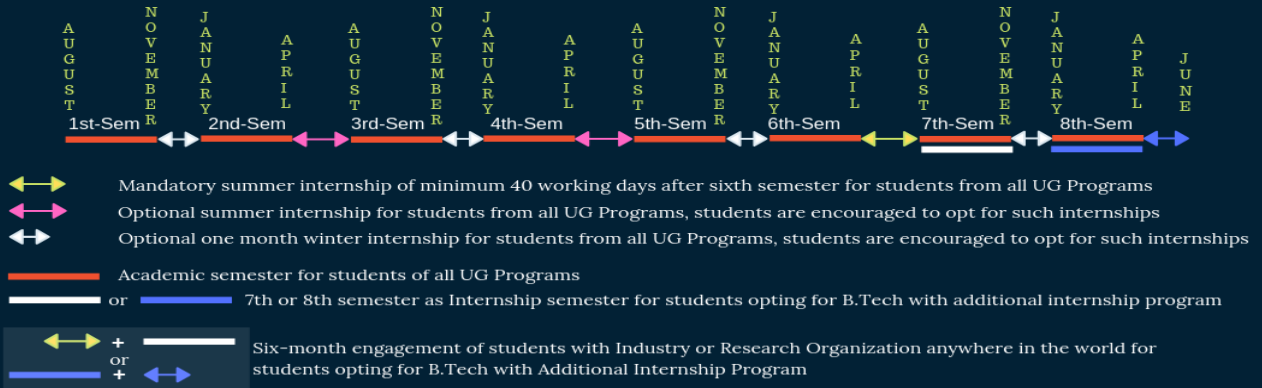 AUGUST NOVEMBER JANUARY APRIL AUGUST NOVEMBER JANUARY APRIL AUGUST NOVEMBER JANUARY APRIL AUGUST NOVEMBER JANUARY APRIL JUNE
1st-Sem 2nd-Sem 3rd-Sem 4th-Sem 5th-Sem 6th-Sem 7th-Sem 8th-Sem
Mandatory summer internship of minimum 40 working days after sixth semester for students from all UG Programs
Optional summer internship for students from all UG Programs, students are encouraged to opt for such internships
Optional one month winter internship for students from all UG Programs, students are encouraged to opt for such internships
Academic semester for students of all UG Programs
or 7th or 8th semester as Internship semester for students opting for B.Tech with additional internship program
+
or
+
Six-month engagement of students with Industry or Research Organization anywhere in the world for
students opting for B.Tech with Additional Internship Program